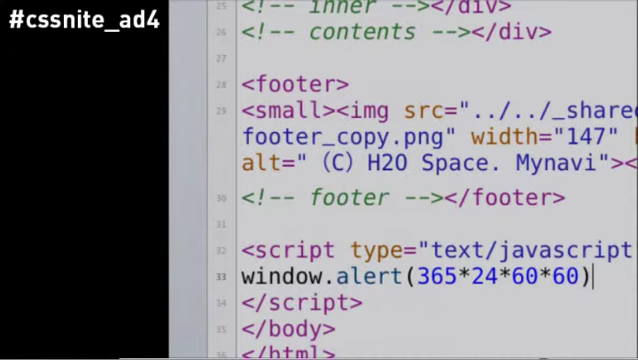 #cssnite_ad4
25 <!-- inner --></div>
26 <!-- contents --></div>
27
28 <footer>
29 <small><img src="../../_share
footer_copy.png" width="147"
alt="（C）H2O Space. Mynavi"><
30 <!-- footer --></footer>
31
32 <script type="text/javascript
33 window.alert(365*24*60*60)
34 </script>
35 </body>
36 </html>